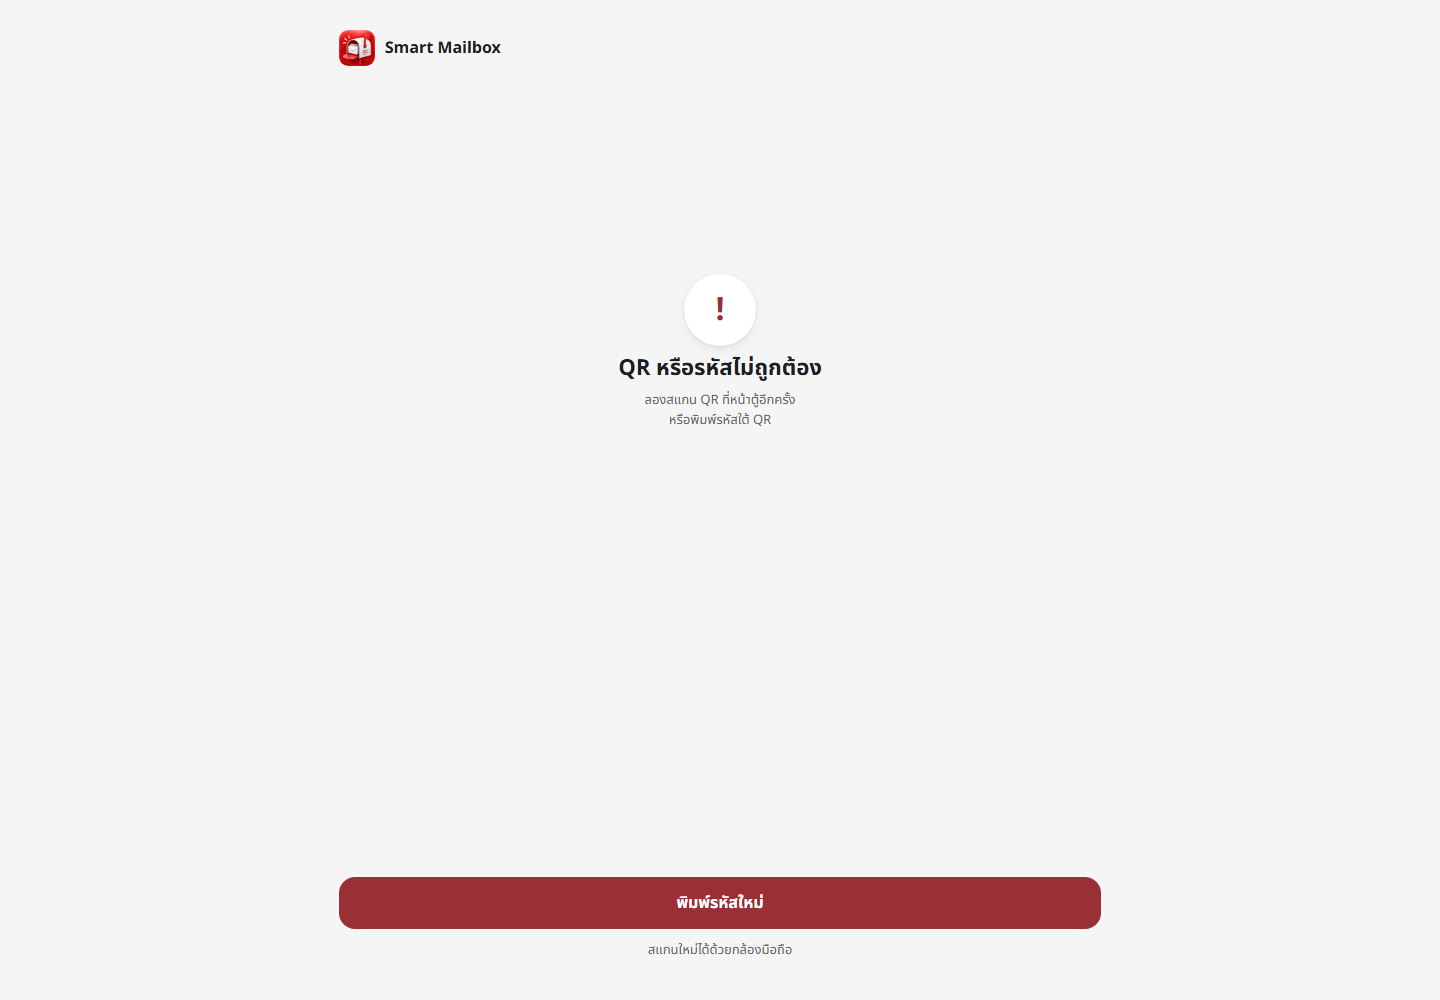 Smart Mailbox
!
QR หรือรหัสไม่ถูกต้อง
ลองสแกน QR ที่หน้าตู้อีกครั้ง
หรือพิมพ์รหัสใต้ QR
พิมพ์รหัสใหม่
สแกนใหม่ได้ด้วยกล้องมือถือ